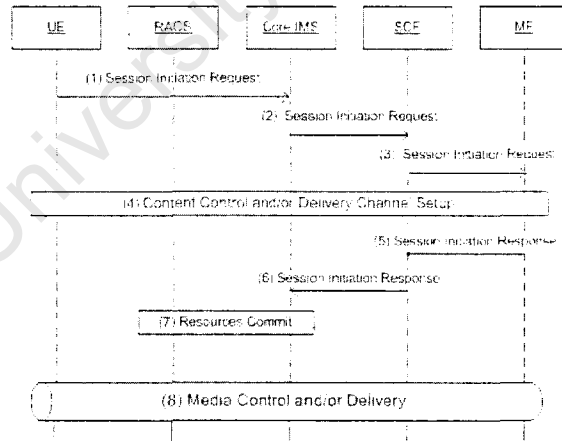 UE
RACS
Core IMS
SCF
MF
(1) Session Initiation Request
(2) Session Initiation Request
(3) Session Initiation Request
(4) Content Control and/or Delivery Channel Setup
(5) Session Initiation Response
(6) Session Initiation Response
(7) Resources Commit
(8) Media Control and/or Delivery
University